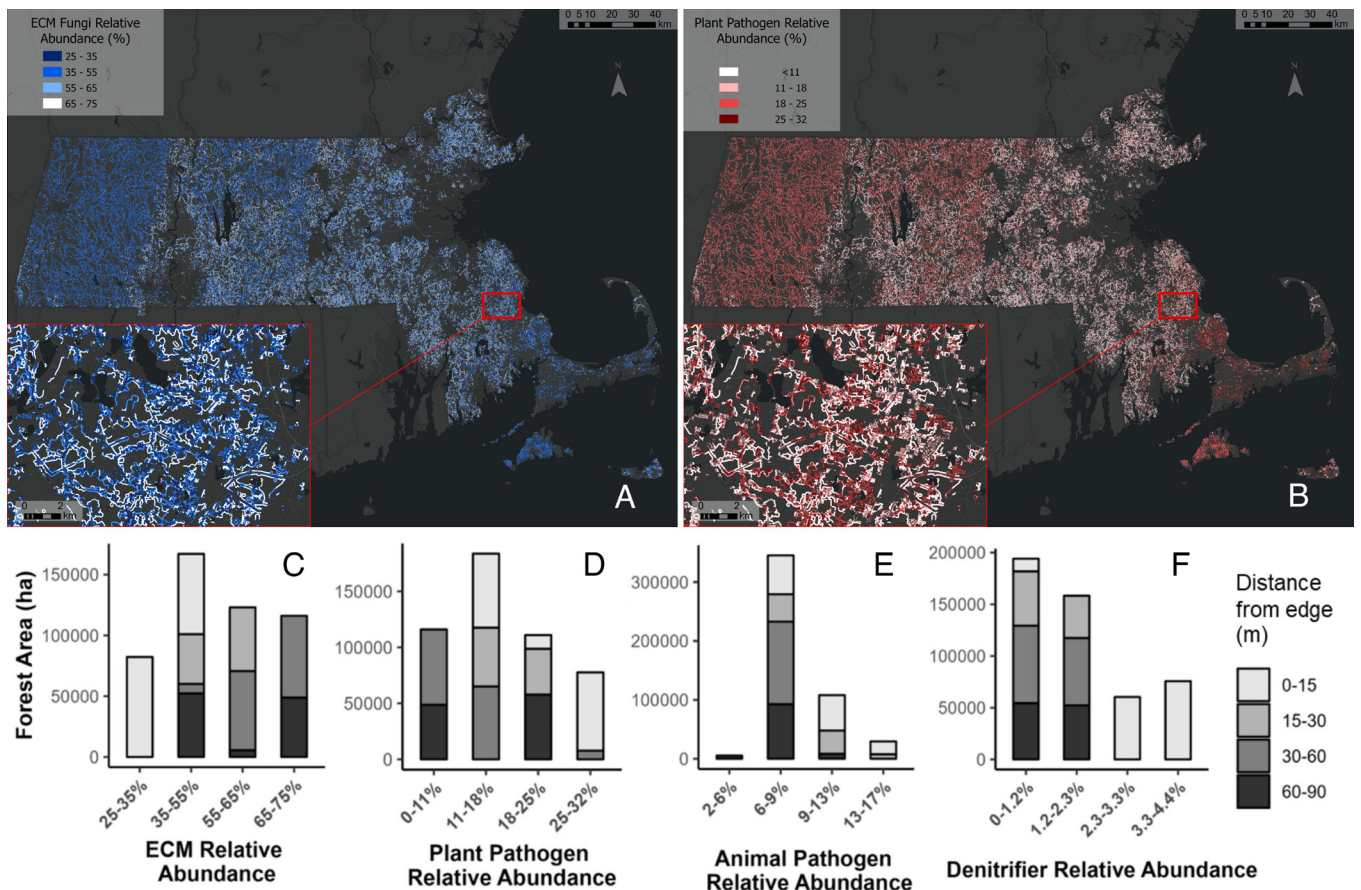 ECM Fungi Relative
Abundance (%)
25 - 35
35 - 55
55 - 65
65 - 75
0 5 10 20 30 40
km
N
0 2
km
A
Plant Pathogen Relative
Abundance (%)
<11
11 - 18
18 - 25
25 - 32
0 5 10 20 30 40
km
N
0 2
km
B
Forest Area (ha)
C
150000
100000
50000
0
25-35%
35-55%
55-65%
65-75%
ECM Relative
Abundance
D
150000
100000
50000
0
0-11%
11-18%
18-25%
25-32%
Plant Pathogen
Relative Abundance
E
300000
200000
100000
0
2-6%
6-9%
9-13%
13-17%
Animal Pathogen
Relative Abundance
F
200000
150000
100000
50000
0
0-1.2%
1.2-2.3%
2.3-3.3%
3.3-4.4%
Denitrifier Relative Abundance
Distance
from edge
(m)
0-15
15-30
30-60
60-90